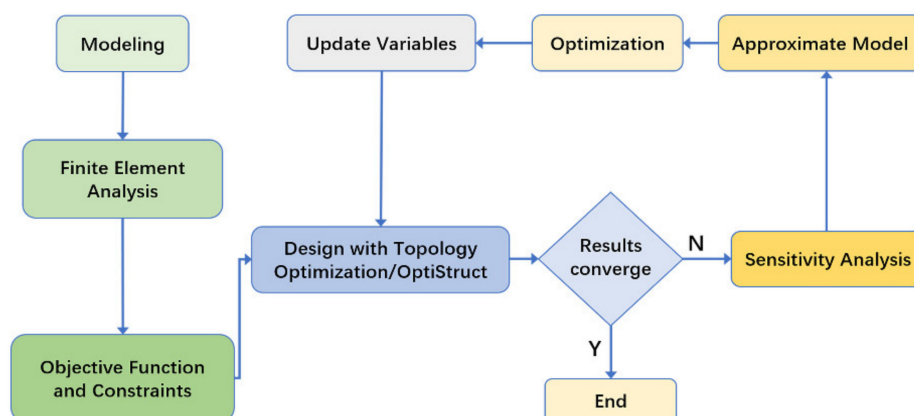 Modeling
Update Variables
Optimization
Approximate Model
Finite Element
Analysis
Design with Topology
Optimization/OptiStruct
Results
converge
N
Sensitivity Analysis
Y
Objective Function
and Constraints
End